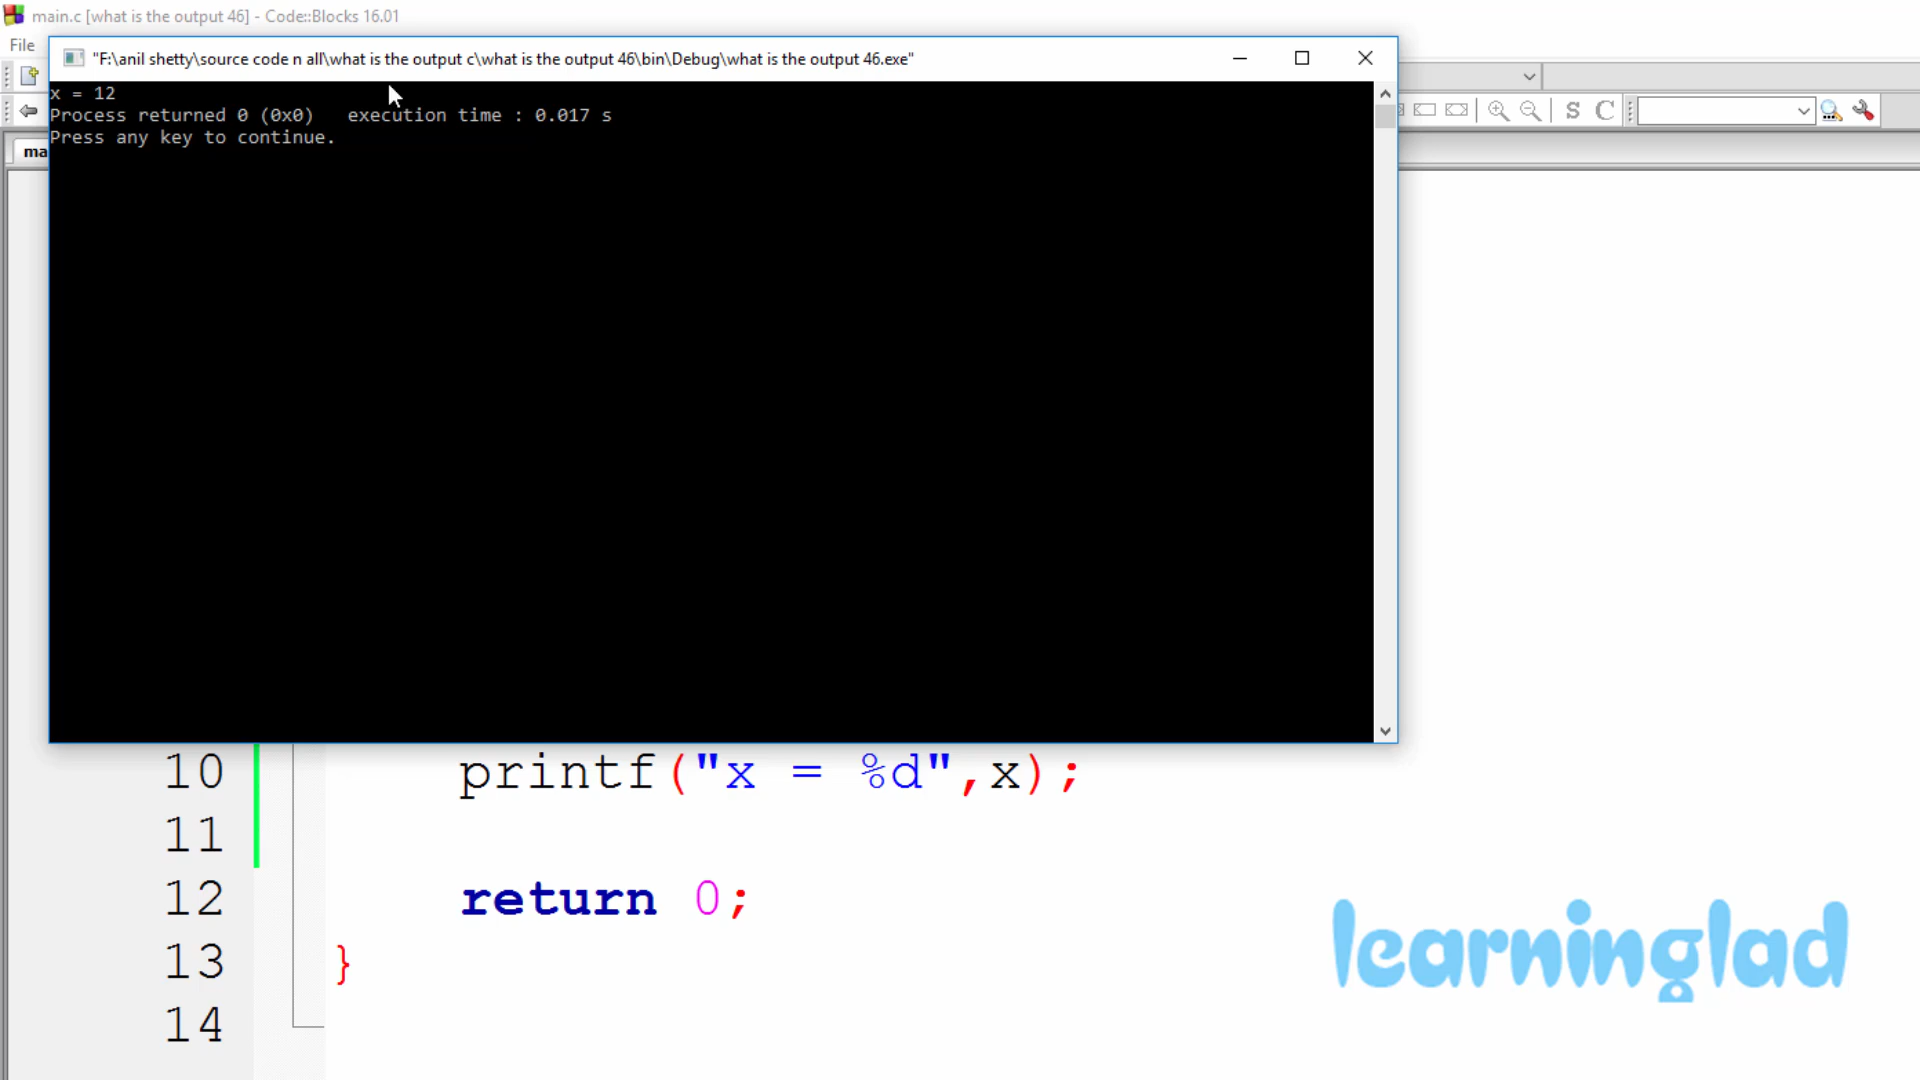 main.c [what is the output 46] - Code::Blocks 16.01
File
"F:\anil shetty\source code n all\what is the output c\what is the output 46\bin\Debug\what is the output 46.exe"
x = 12
Process returned 0 (0x0)   execution time : 0.017 s
Press any key to continue.
S C
ma
10 printf("x = %d",x);
11
12 return 0;
13 }
14
learninglad